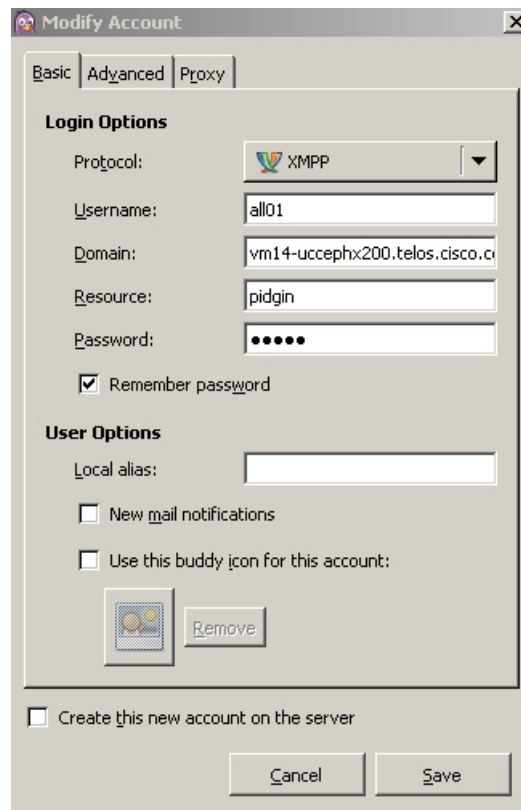 Modify Account
Basic Advanced Proxy
Login Options
Protocol: XMPP
Username: all01
Domain: vm14-uccephx200.telos.cisco.c
Resource: pidgin
Password: ●●●●●
Remember password
User Options
Local alias:
New mail notifications
Use this buddy icon for this account:
Remove
Create this new account on the server
Cancel Save